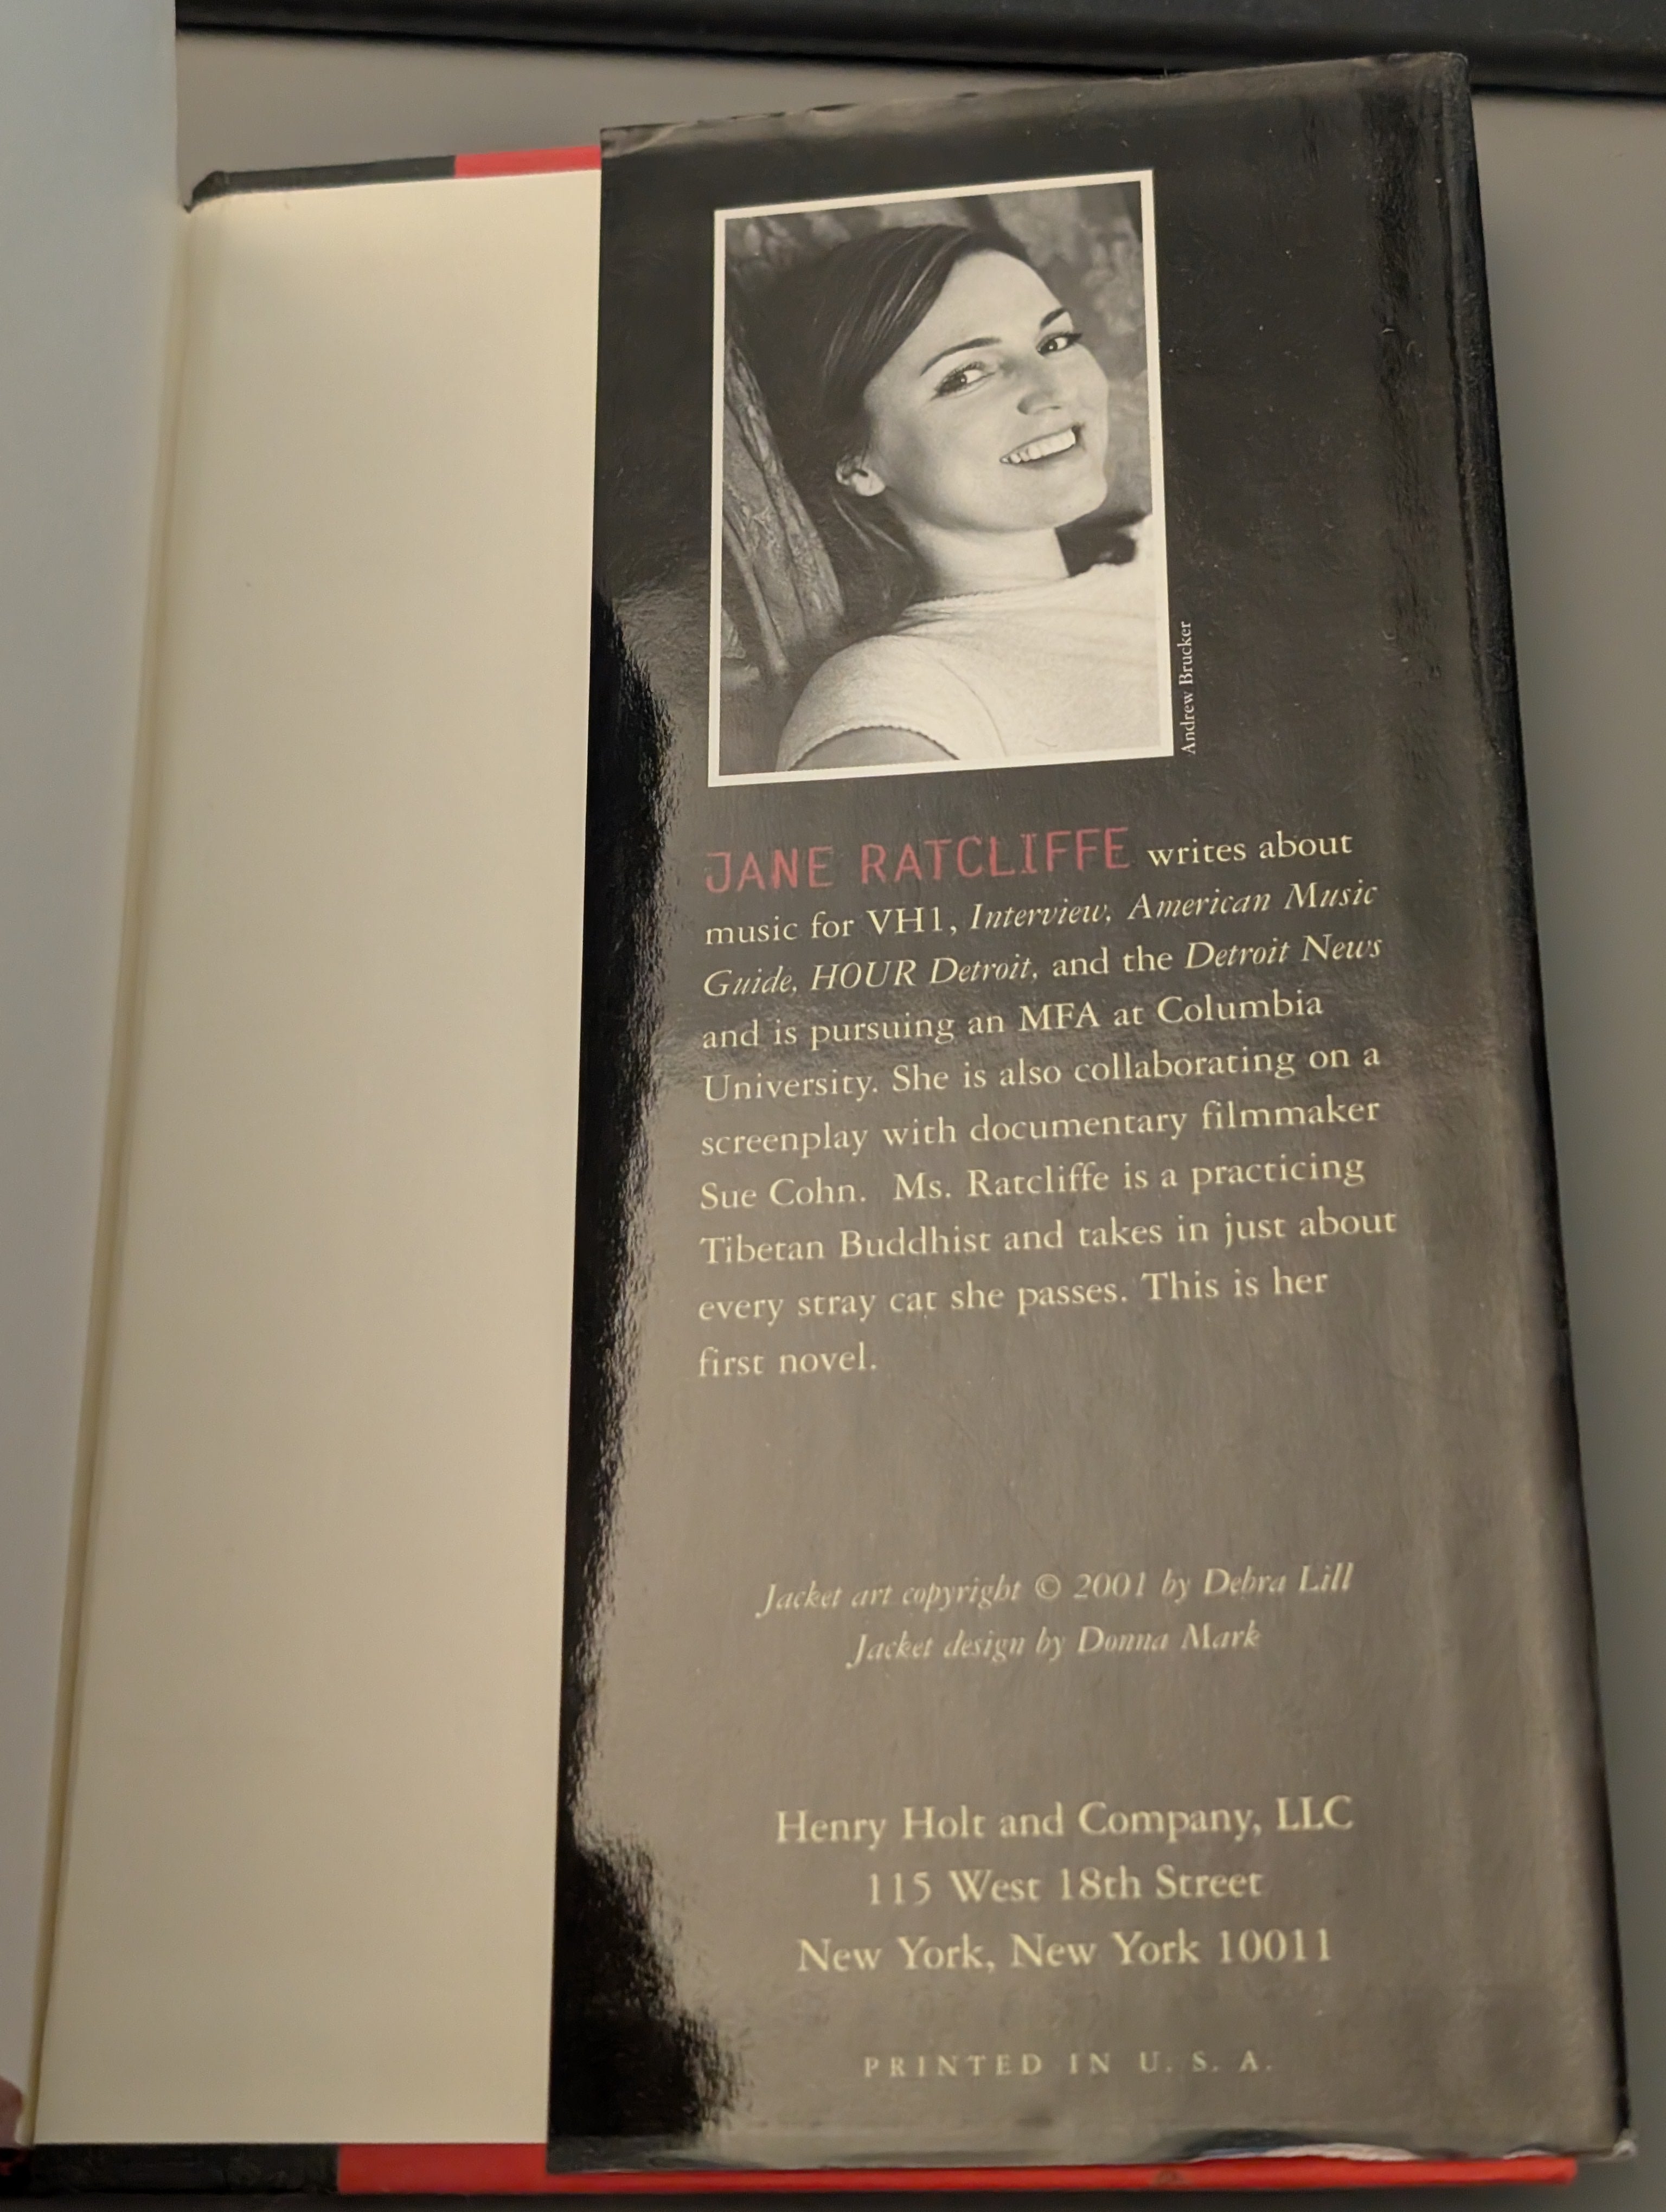 Andrew Brucker
JANE RATCLIFFE writes about
music for VH1, Interview, American Music
Guide, HOUR Detroit, and the Detroit News
and is pursuing an MFA at Columbia
University. She is also collaborating on a
screenplay with documentary filmmaker
Sue Cohn. Ms. Ratcliffe is a practicing
Tibetan Buddhist and takes in just about
every stray cat she passes. This is her
first novel.
Jacket art copyright © 2001 by Debra Lill
Jacket design by Donna Mark
Henry Holt and Company, LLC
115 West 18th Street
New York, New York 10011
PRINTED IN U. S. A.